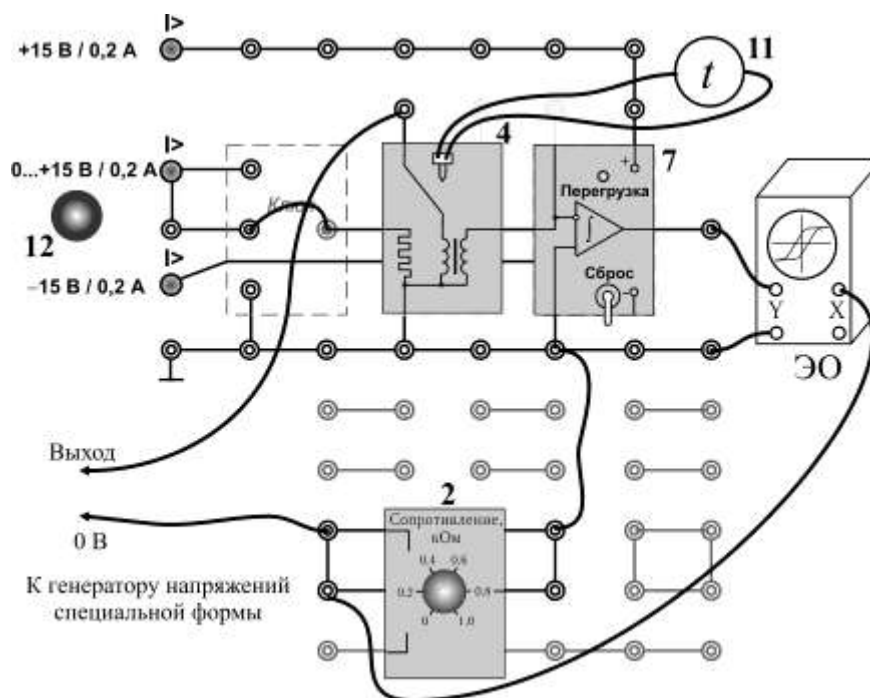 I>
+15 В / 0,2 А
11
t
4
I>
7
+
0...+15 В / 0,2 А
Перегрузка
Ключ
∫
12
I>
−15 В / 0,2 А
Сброс
-
Y X
ЭО
Выход
2
Сопротивление,
кОм
0 В
0.4 0.6
0.2 0.8
0 1.0
К генератору напряжений
специальной формы